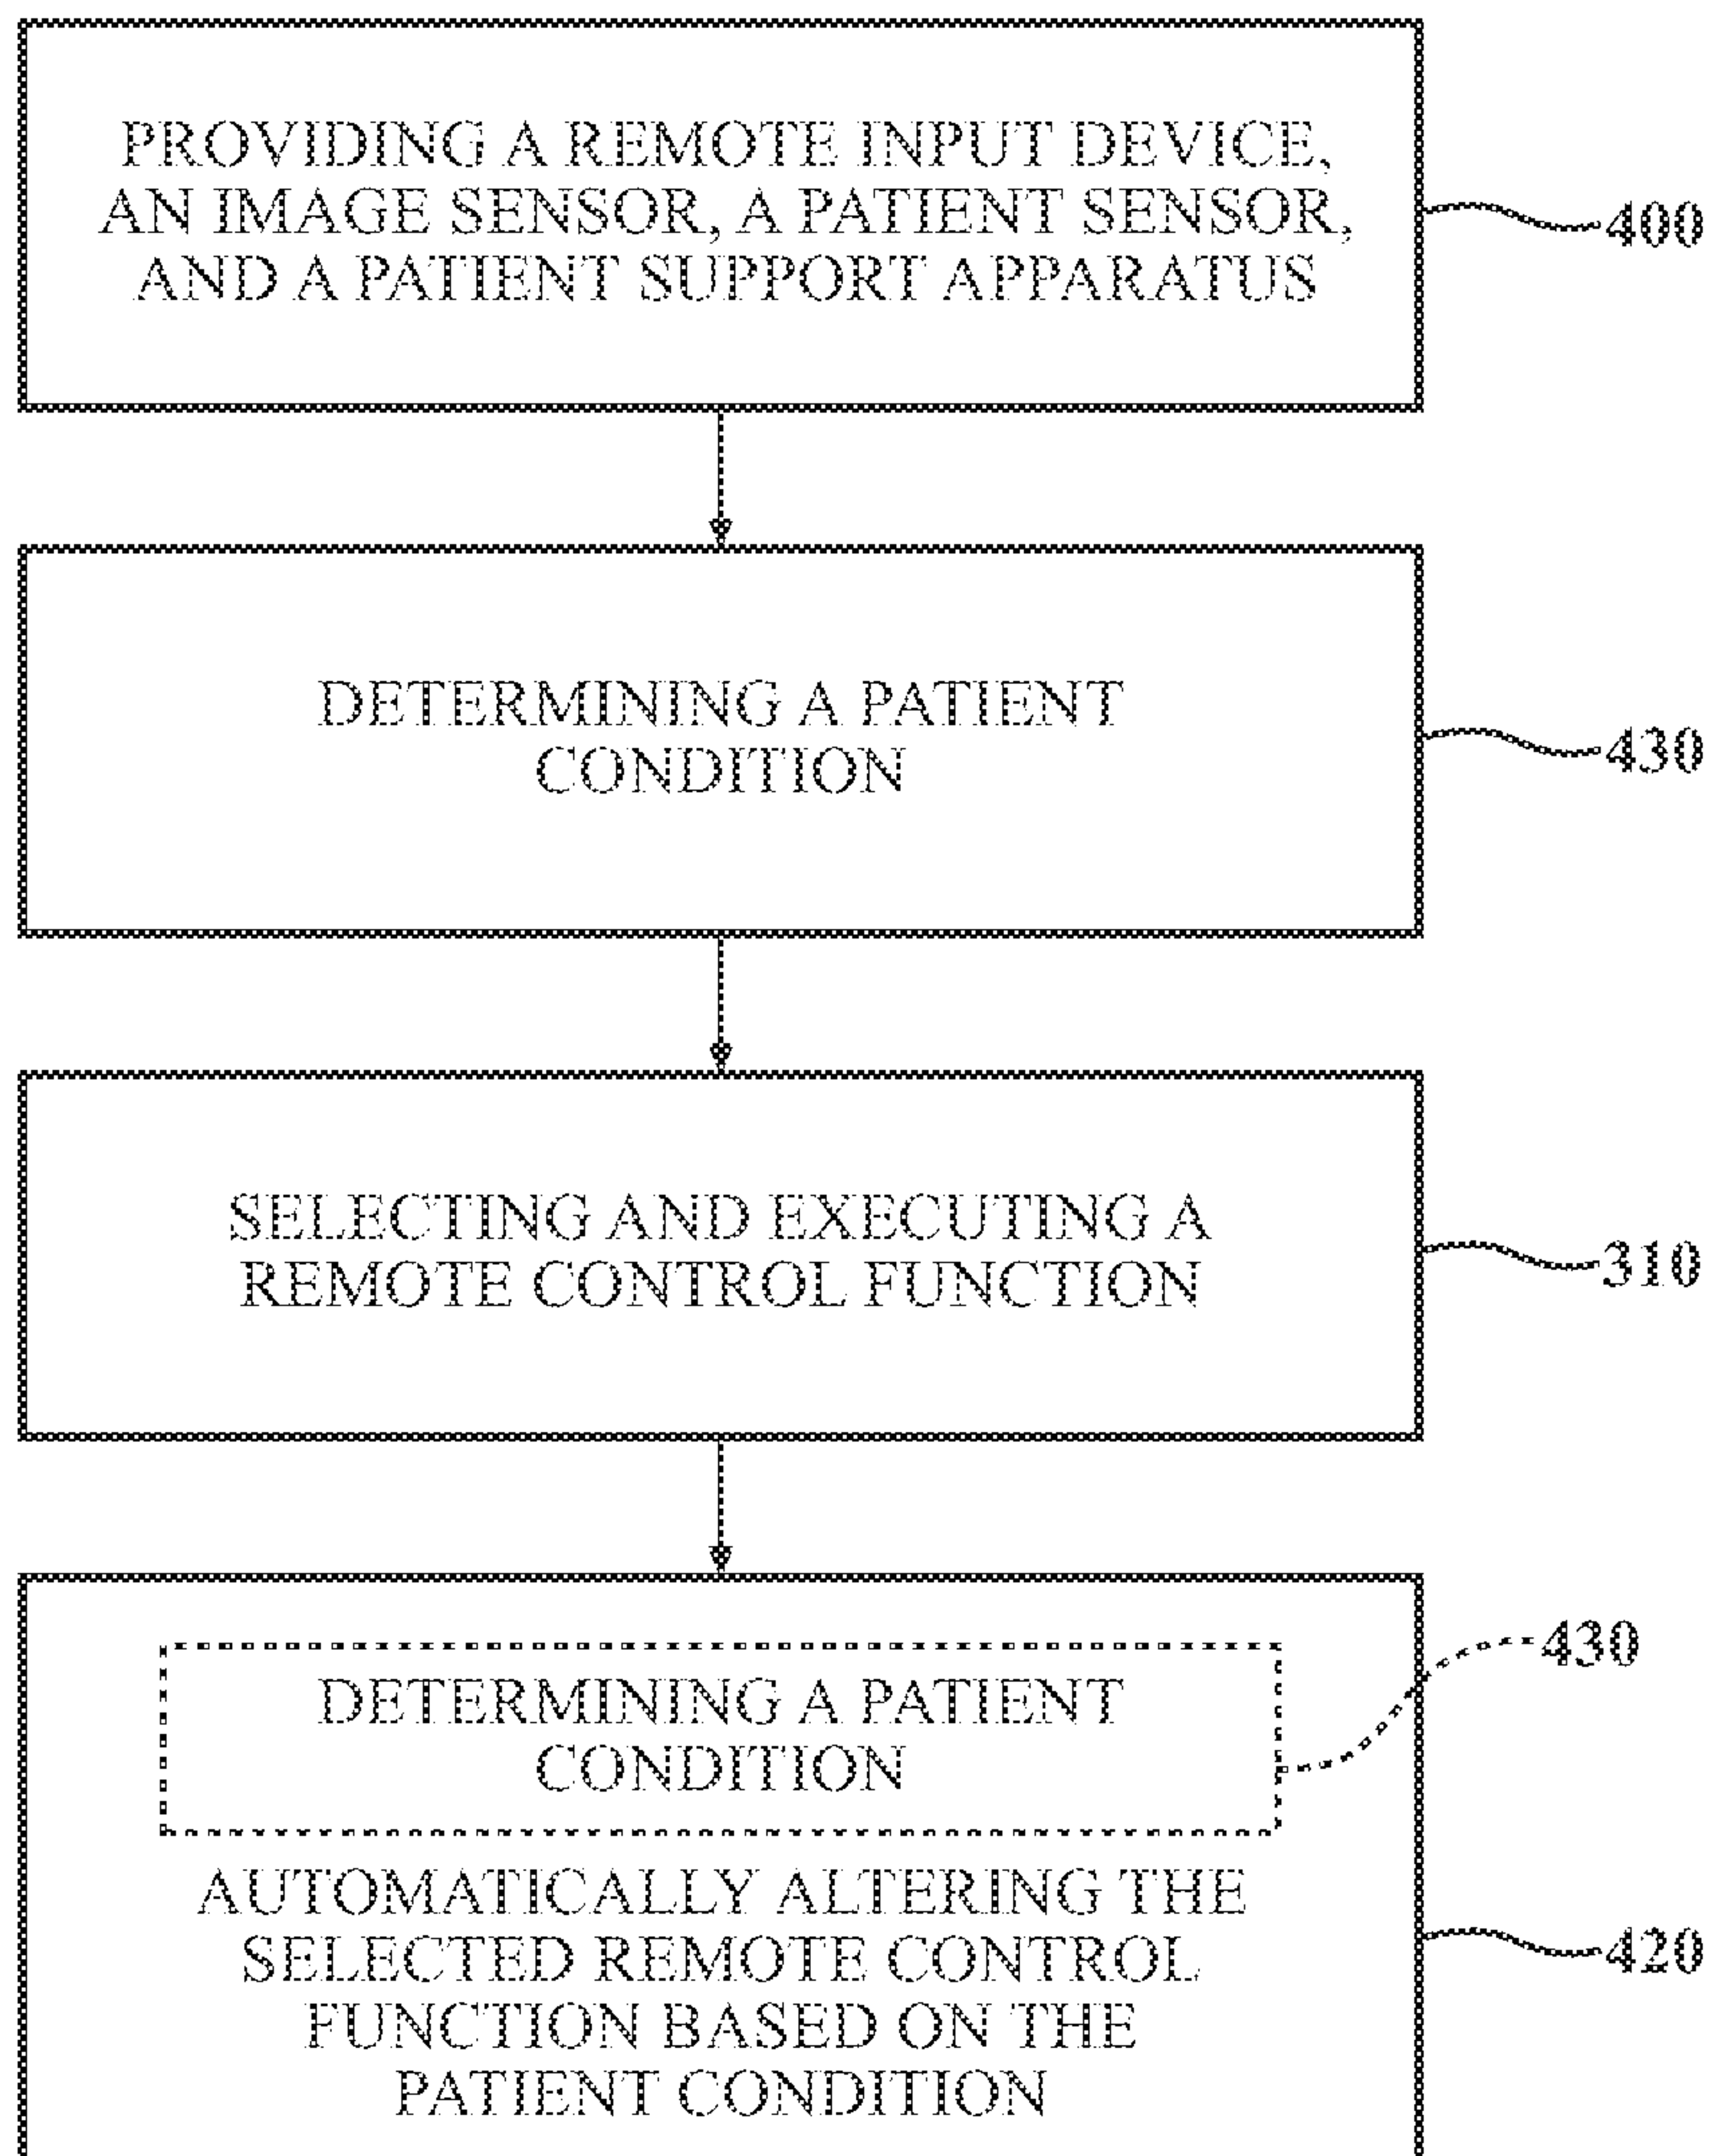 PROVIDING A REMOTE INPUT DEVICE,
AN IMAGE SENSOR, A PATIENT SENSOR,
AND A PATIENT SUPPORT APPARATUS
400
DETERMINING A PATIENT
CONDITION
430
SELECTING AND EXECUTING A
REMOTE CONTROL FUNCTION
310
DETERMINING A PATIENT
CONDITION
430
AUTOMATICALLY ALTERING THE
SELECTED REMOTE CONTROL
FUNCTION BASED ON THE
PATIENT CONDITION
420